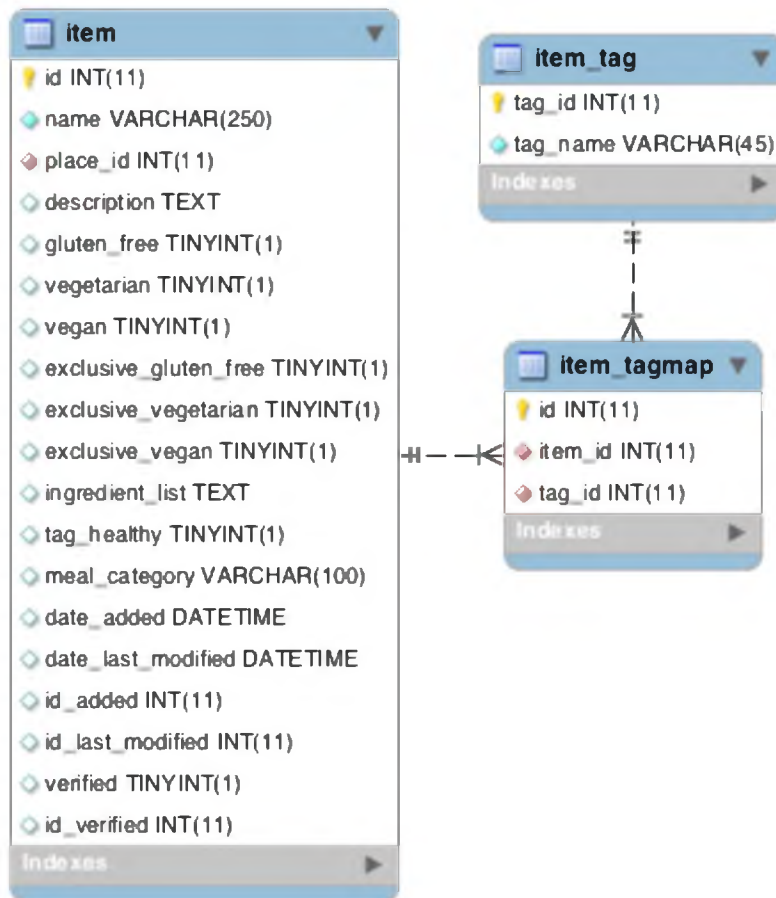 item
id INT(11)
name VARCHAR(250)
place_id INT(11)
description TEXT
gluten_free TINYINT(1)
vegetarian TINYINT(1)
vegan TINYINT(1)
exclusive_gluten_free TINYINT(1)
exclusive_vegetarian TINYINT(1)
exclusive_vegan TINYINT(1)
ingredient_list TEXT
tag_healthy TINYINT(1)
meal_category VARCHAR(100)
date_added DATETIME
date_last_modified DATETIME
id_added INT(11)
id_last_modified INT(11)
verified TINYINT(1)
id_verified INT(11)
Indexes
item_tag
tag_id INT(11)
tag_name VARCHAR(45)
Indexes
item_tagmap
id INT(11)
item_id INT(11)
tag_id INT(11)
Indexes